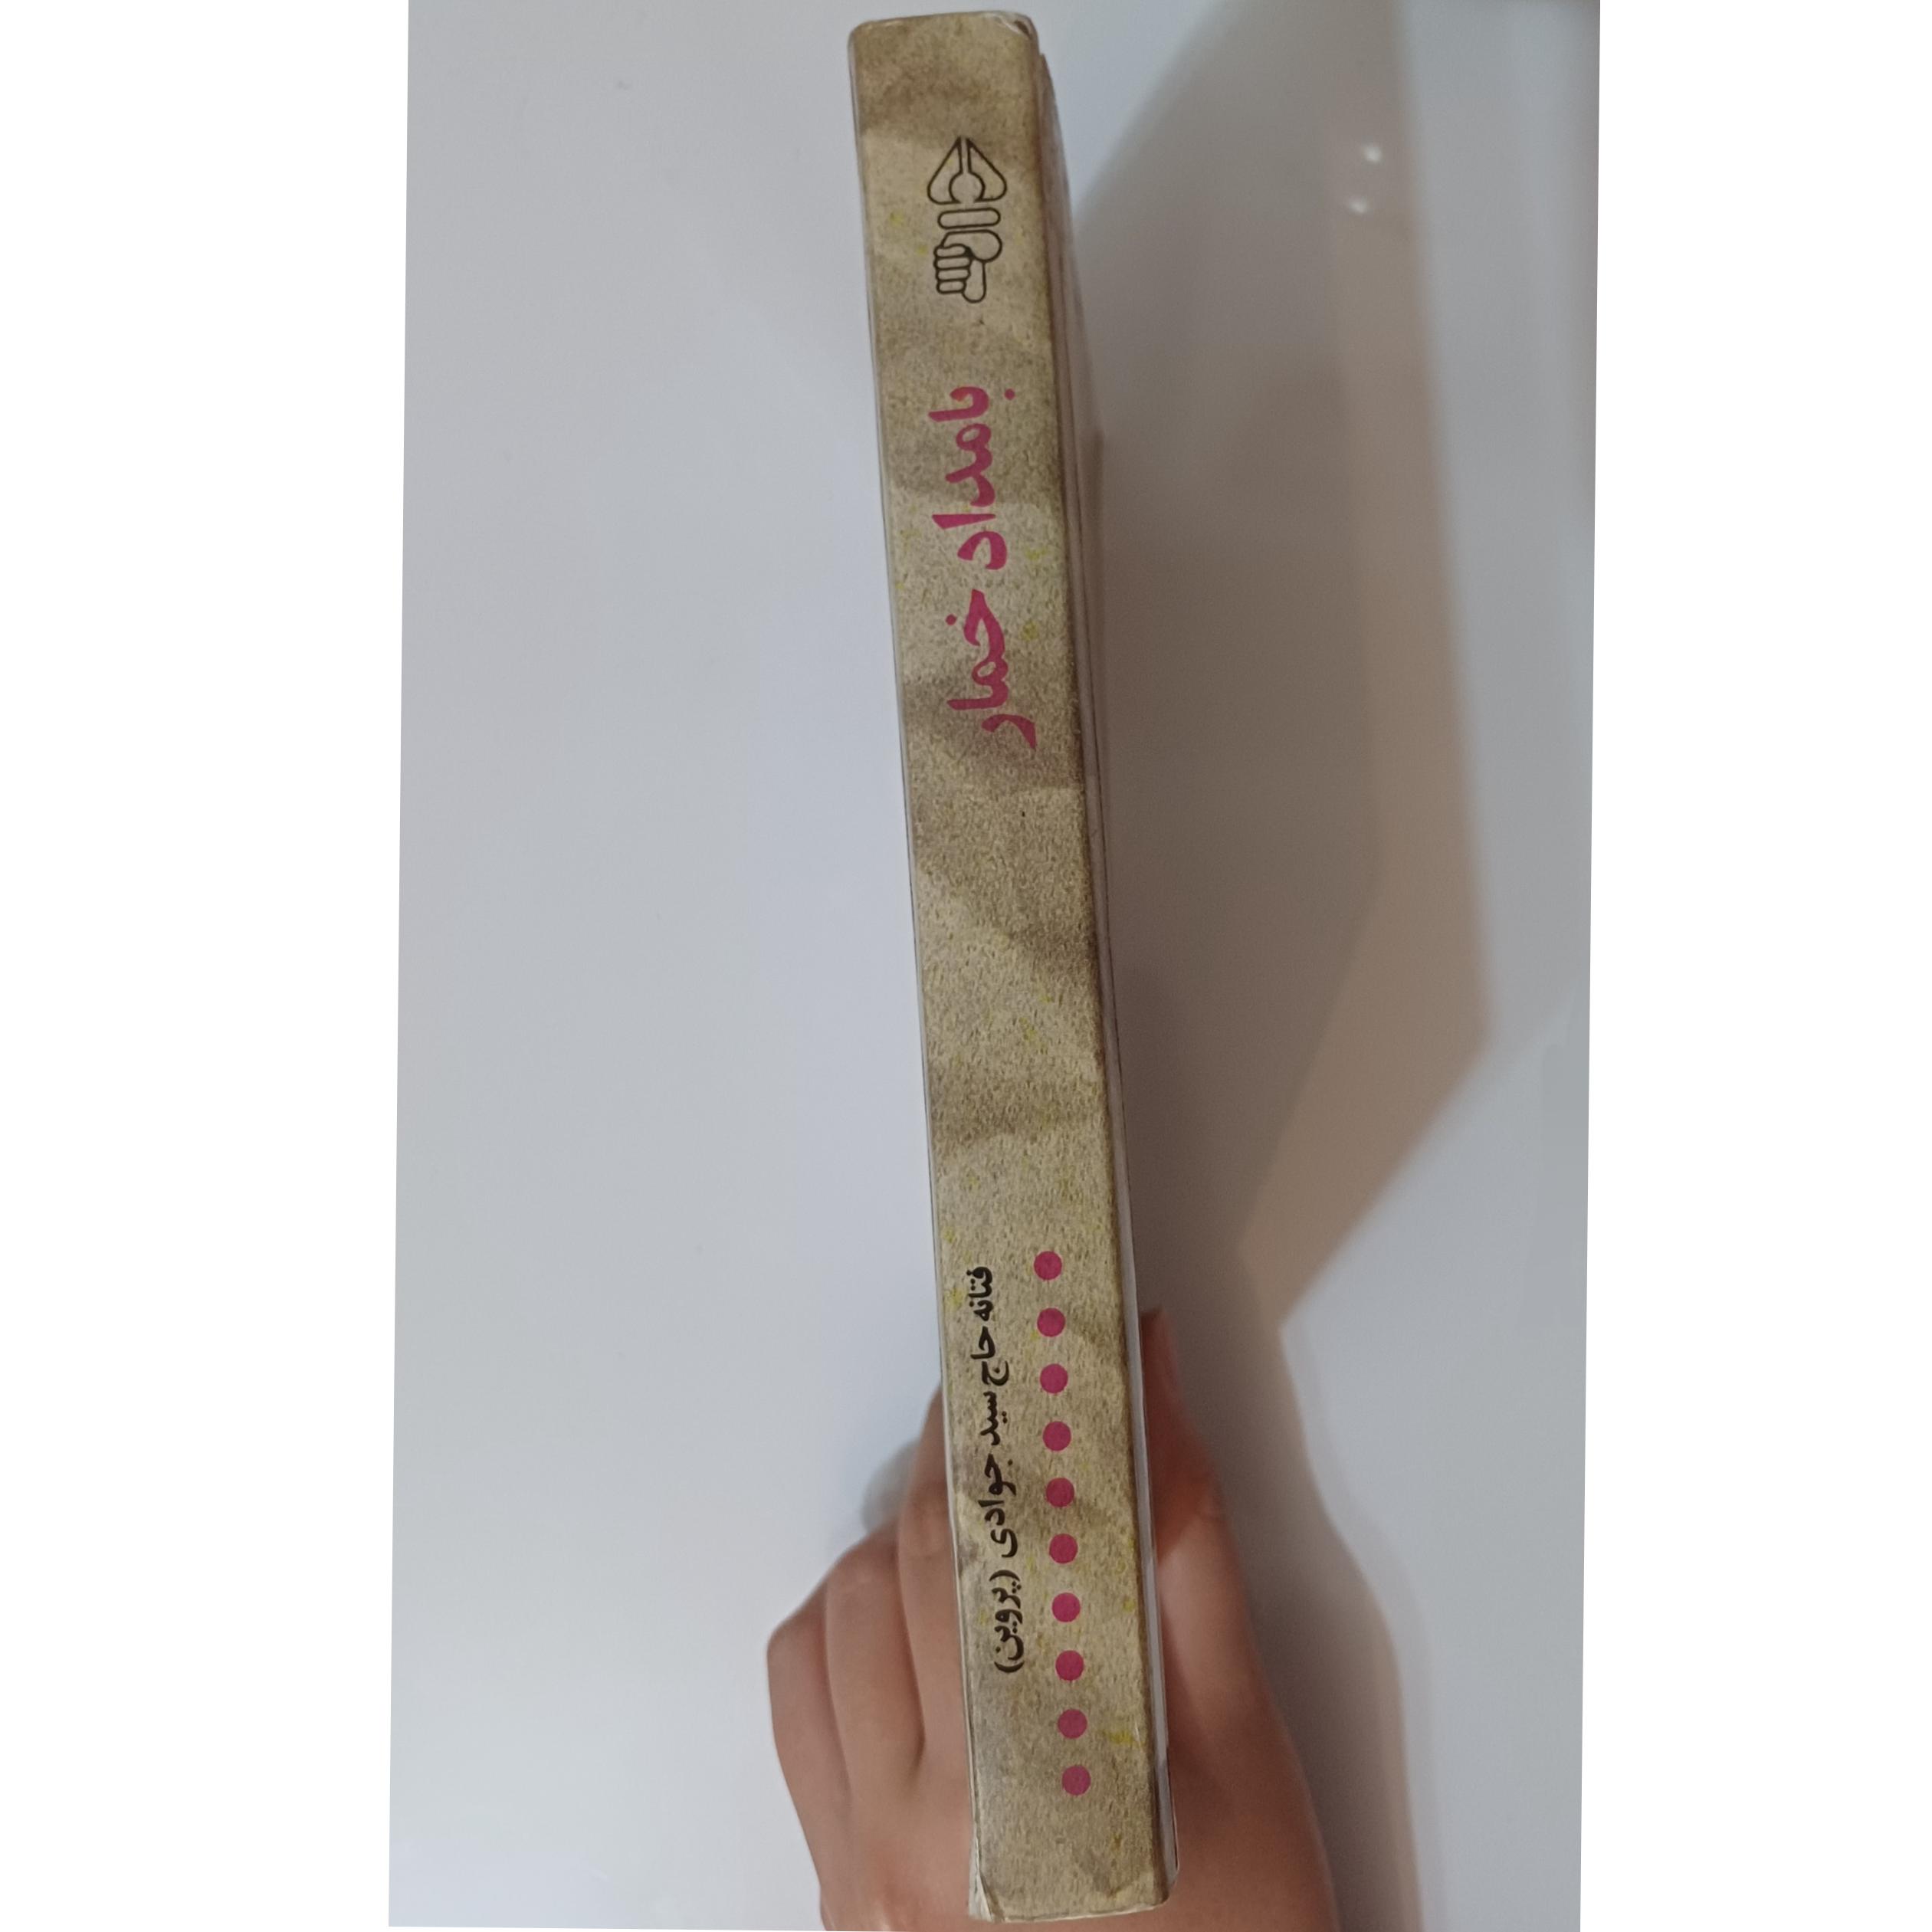 بامداد خمار
فتانه حاج سید جوادی (پروین)